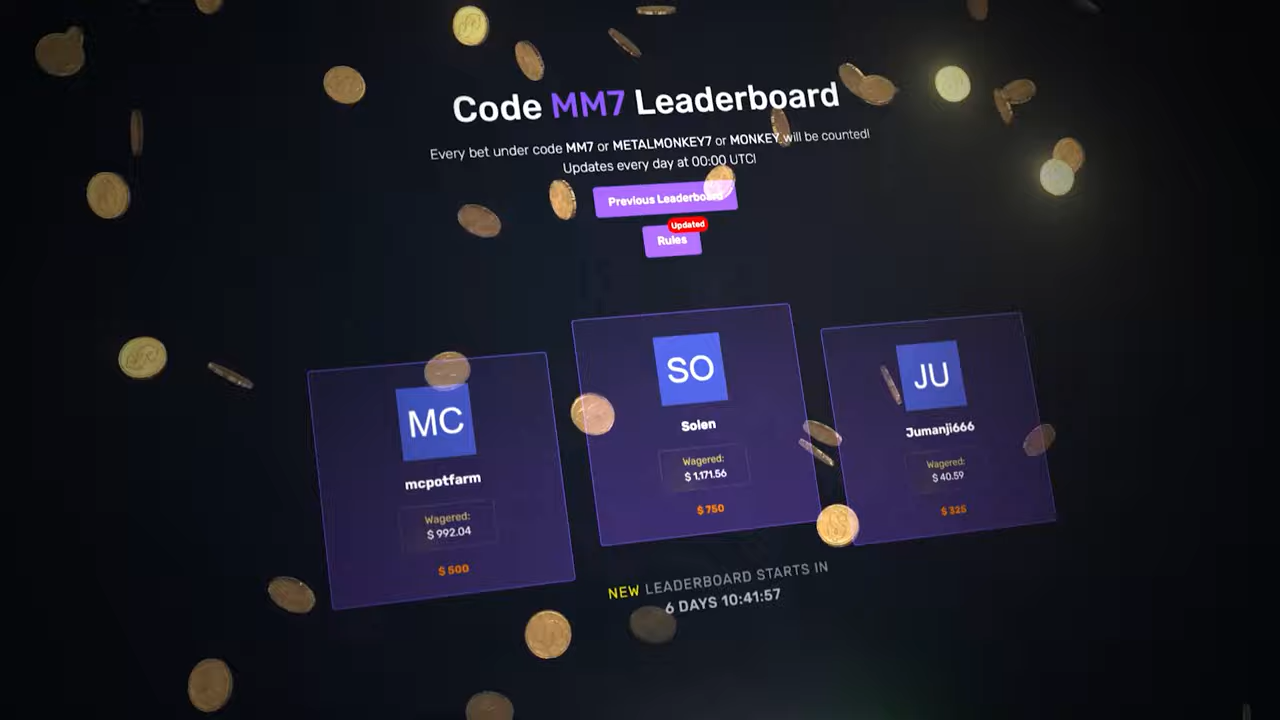 Code MM7 Leaderboard
Every bet under code MM7 or METALMONKEY7 or MONKEY will be counted!
Updates every day at 00:00 UTC!
Previous Leaderboard
Updated
Rules
MC
mcpotfarm
Wagered:
$ 992.04
$ 500
SO
Solen
Wagered:
$ 1,171.56
$ 750
JU
Jumanji666
Wagered:
$ 40.59
$ 325
NEW LEADERBOARD STARTS IN
6 DAYS 10:41:57